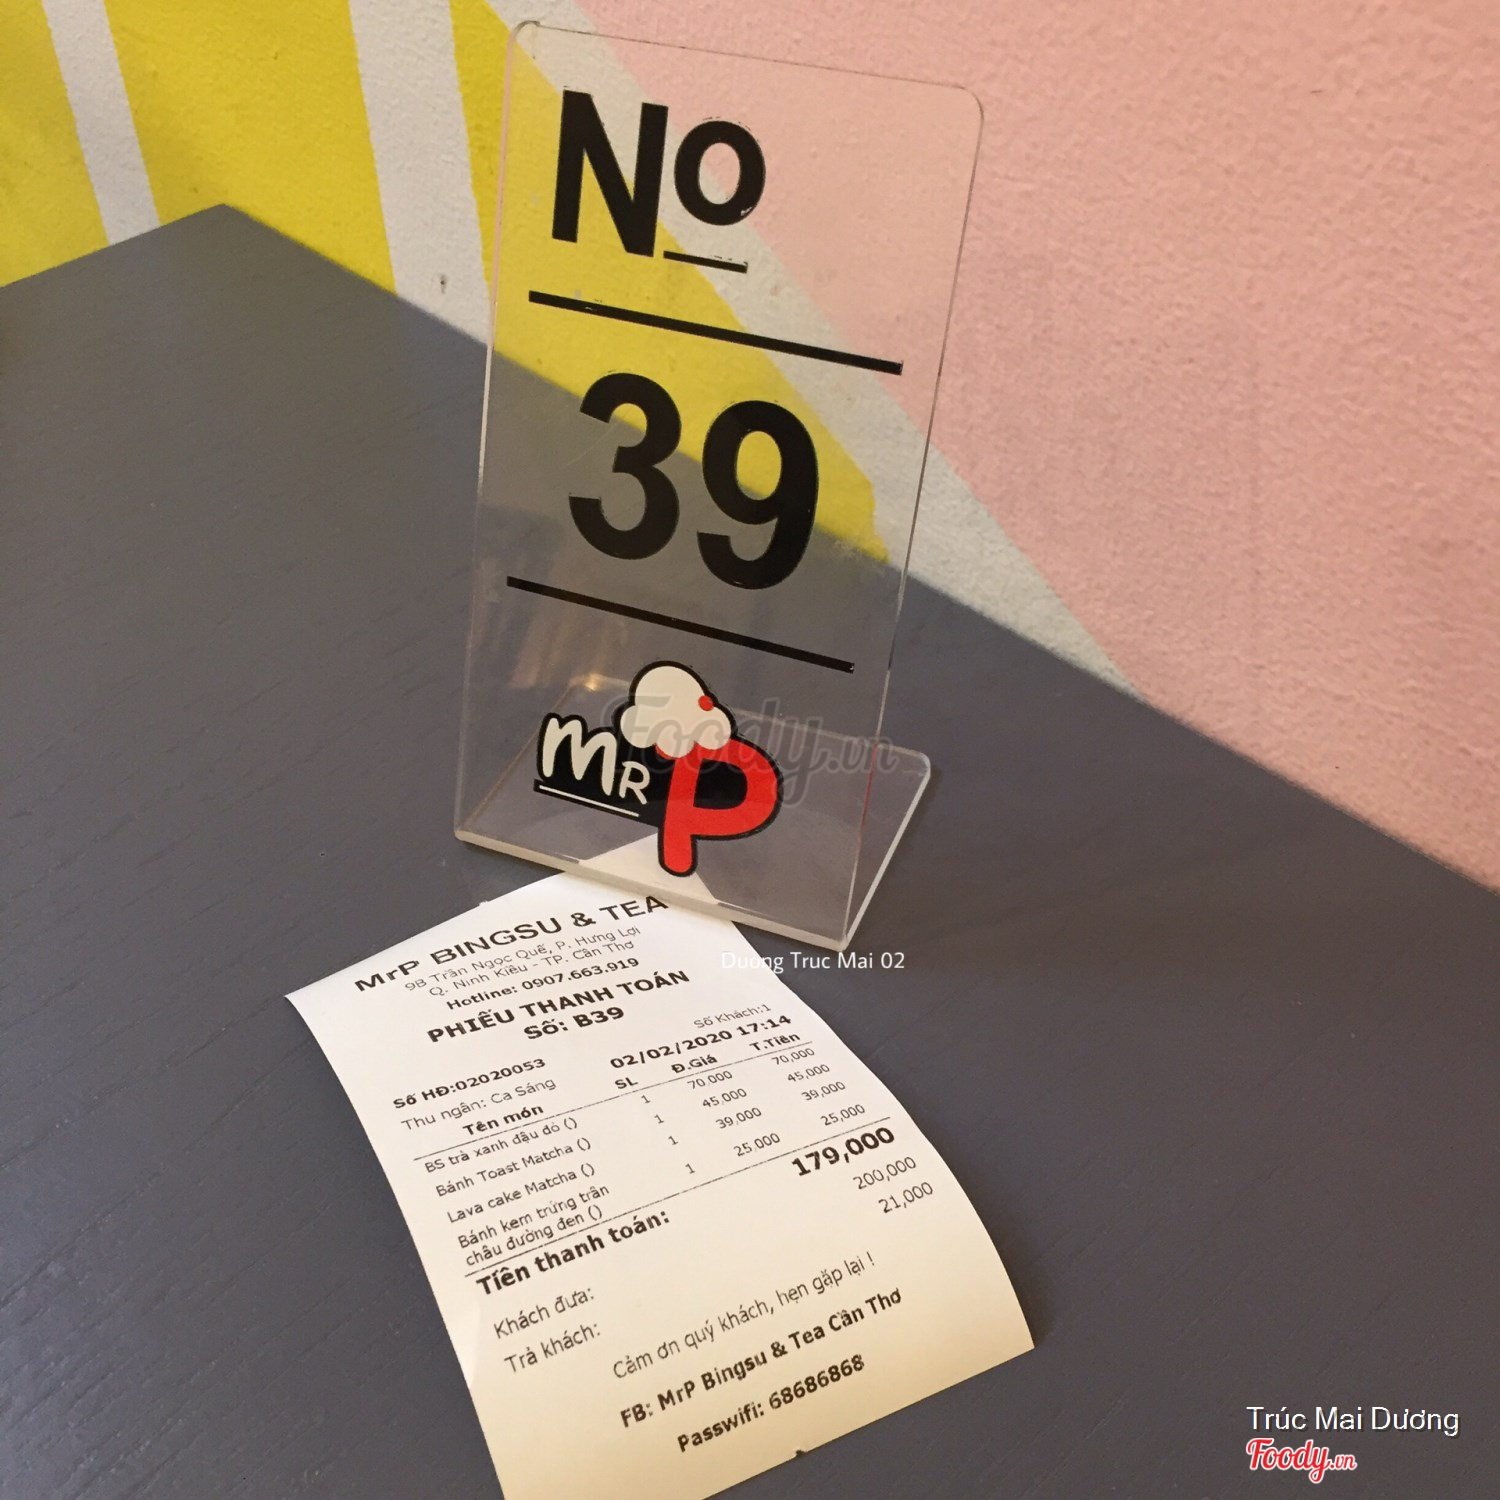 No
39
MR P
Foody.vn
Duong Truc Mai 02
MrP BINGSU & TEA
9B Trần Ngọc Quế, P. Hưng Lợi
Q. Ninh Kiều - TP. Cần Thơ
Hotline: 0907.663.919
PHIẾU THANH TOÁN
Số: B39
Số Khách:1
Số HĐ:02020053 02/02/2020 17:14
Thu ngân: Ca Sáng
Tên món SL Đ.Giá T.Tiền
BS trà xanh đậu đỏ () 1 70,000 70,000
Bánh Toast Matcha () 1 45,000 45,000
Lava cake Matcha () 1 39,000 39,000
Bánh kem trứng trân 1 25,000 25,000
châu đường đen ()
Tiền thanh toán: 179,000
Khách đưa: 200,000
Trả khách: 21,000
Cảm ơn quý khách, hẹn gặp lại !
FB: MrP Bingsu & Tea Cần Thơ
Passwifi: 68686868
Trúc Mai Dương
Foody.vn